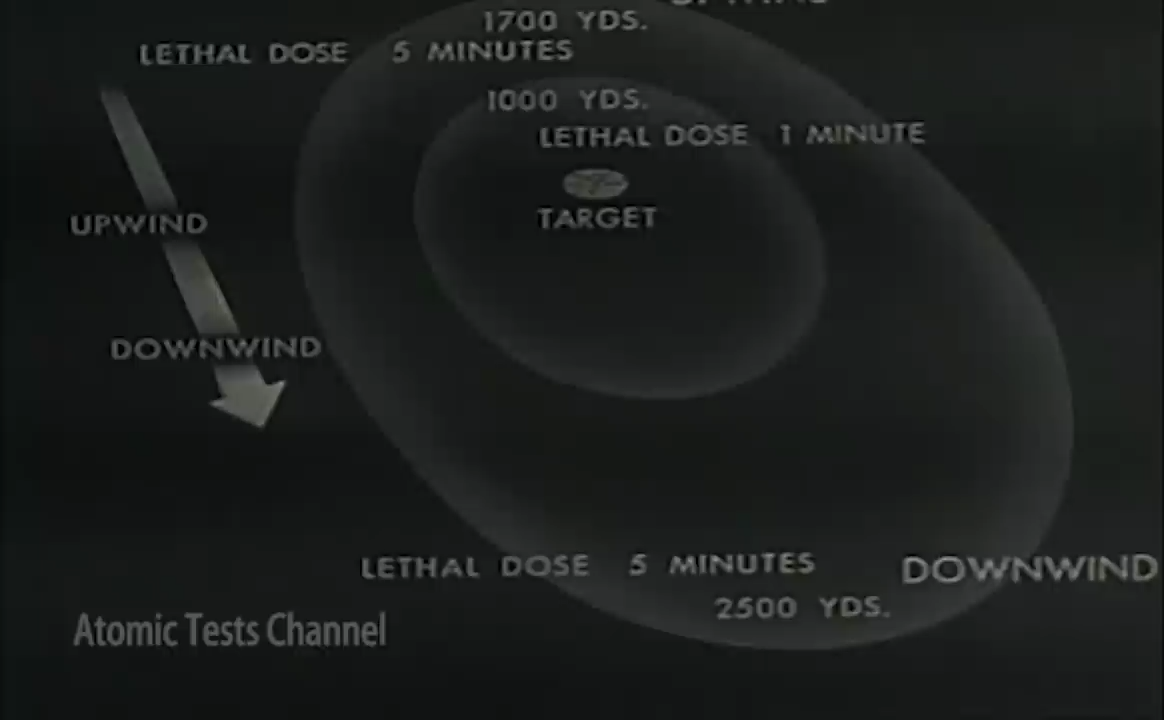 UPWIND
1700 YDS.
LETHAL DOSE 5 MINUTES
1000 YDS.
LETHAL DOSE 1 MINUTE
TARGET
UPWIND
DOWNWIND
LETHAL DOSE 5 MINUTES
DOWNWIND
2500 YDS.
Atomic Tests Channel